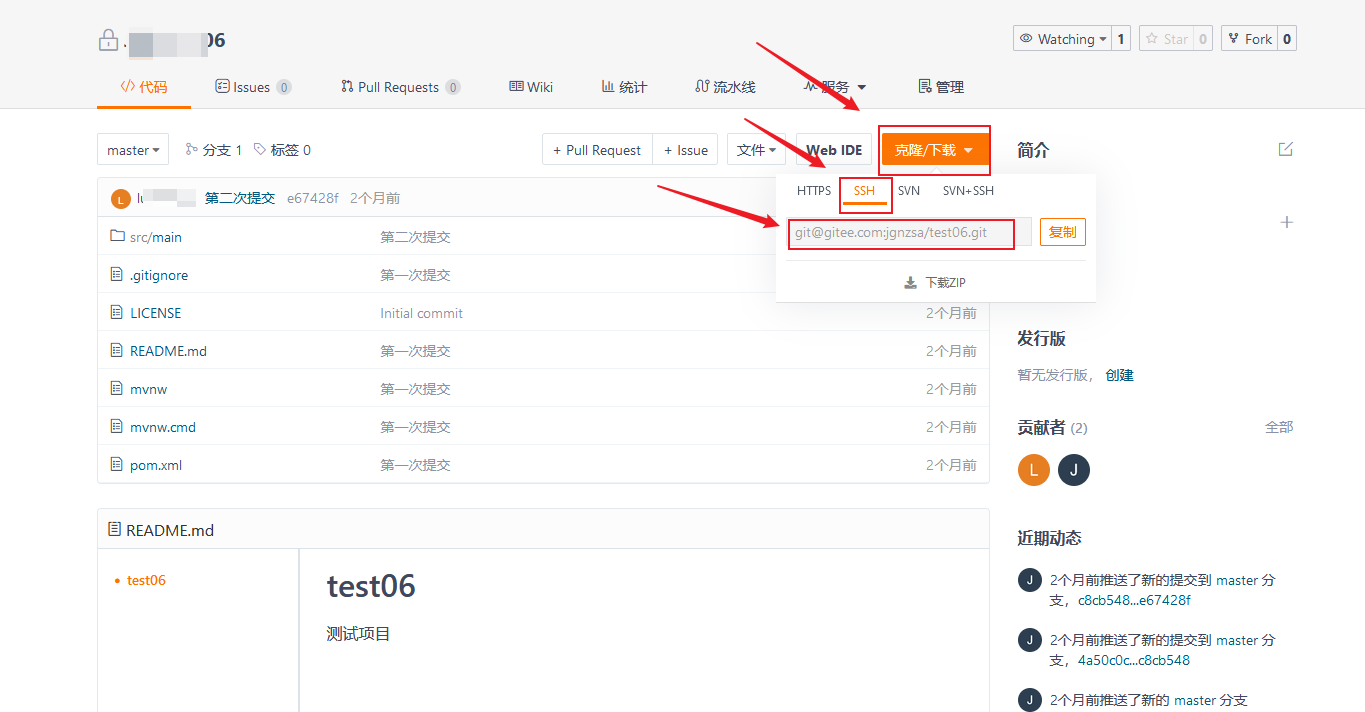 06
Watching 1
Star 0
Fork 0
代码
Issues 0
Pull Requests 0
Wiki
统计
流水线
服务
管理
master
分支 1
标签 0
+ Pull Request
+ Issue
文件
Web IDE
克隆/下载
HTTPS
SSH
SVN
SVN+SSH
git@gitee.com:jgnzsa/test06.git
复制
下载ZIP
L
第二次提交 e67428f 2个月前
src/main 第二次提交
.gitignore 第二次提交
LICENSE Initial commit 2个月前
README.md 第一次提交 2个月前
mvnw 第一次提交 2个月前
mvnw.cmd 第一次提交 2个月前
pom.xml 第一次提交 2个月前
README.md
test06
test06
测试项目
简介
发行版
暂无发行版， 创建
贡献者 (2) 全部
L J
近期动态
J 2个月前推送了新的提交到 master 分
支，c8cb548...e67428f
J 2个月前推送了新的提交到 master 分
支，4a50c0c...c8cb548
J 2个月前推送了新的 master 分支